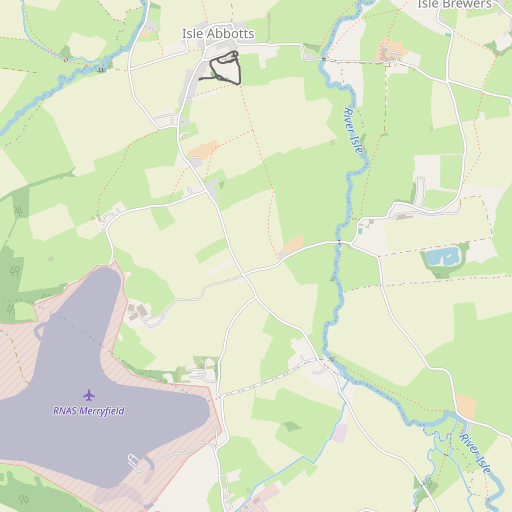 Isle Brewers
Isle Abbotts
River Isle
RNAS Merryfield
River Isle